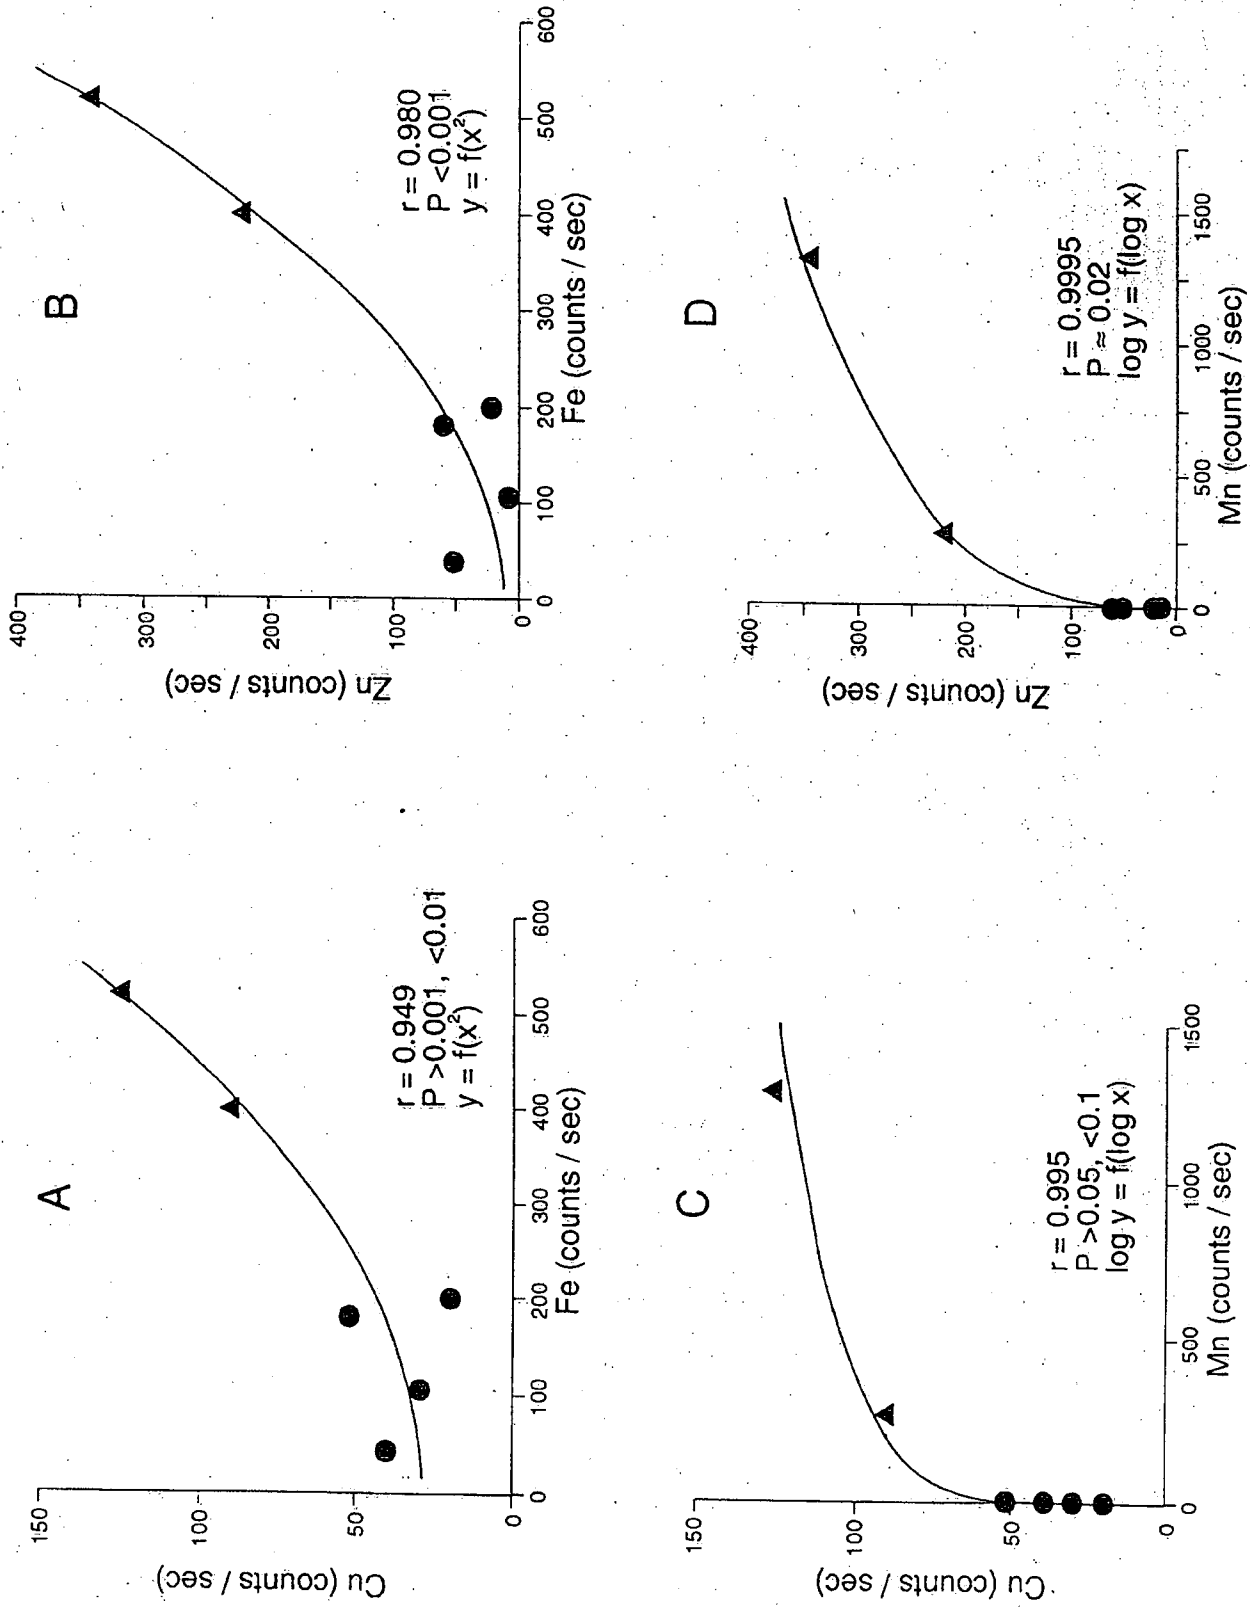 A
Cu (counts / sec)
150
100
50
0
0
100
200
300
400
500
600
Fe (counts / sec)
r = 0.949
P >0.001, <0.01
y = f(x²)
B
Zn (counts / sec)
400
300
200
100
0
0
100
200
300
400
500
600
Fe (counts / sec)
r = 0.980
P <0.001
y = f(x²)
C
Cu (counts / sec)
150
100
50
0
0
500
1000
1500
Mn (counts / sec)
r = 0.995
P >0.05, <0.1
log y = f(log x)
D
Zn (counts / sec)
400
300
200
100
0
0
500
1000
1500
Mn (counts / sec)
r = 0.9995
P ≈ 0.02
log y = f(log x)